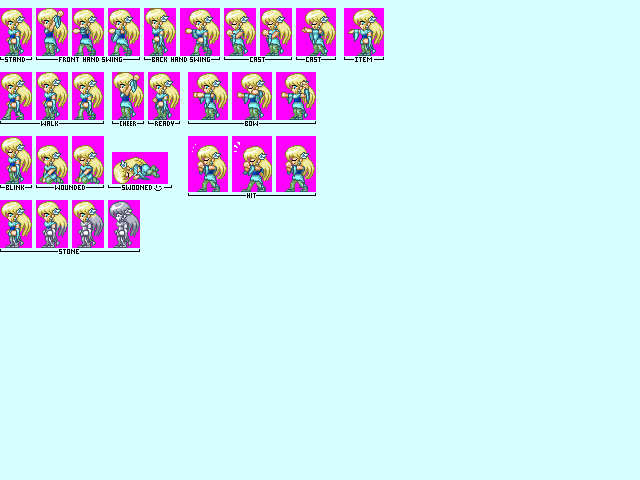 STAND FRONT HAND SWING BACK HAND SWING CAST CAST ITEM
WALK CHEER READY BOW
BLINK WOUNDED SWOONED
HIT
STONE